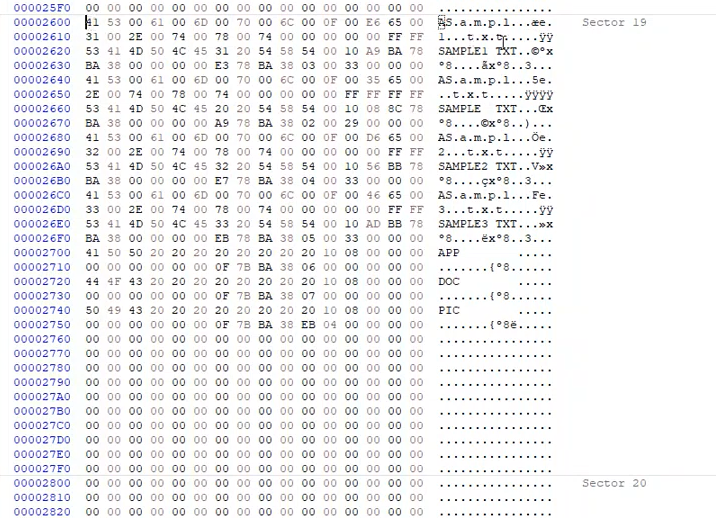 000025F0 00 00 00 00 00 00 00 00 00 00 00 00 00 00 00 00 ................
00002600 41 53 00 61 00 6D 00 70 00 6C 00 0F 00 E6 65 00 AS.a.m.p.l...æe. Sector 19
00002610 31 00 2E 00 74 00 78 00 74 00 00 00 00 00 FF FF 1...t.x.t.....ÿÿ
00002620 53 41 4D 50 4C 45 31 20 54 58 54 00 10 A9 BA 78 SAMPLE1 TXT..©ºx
00002630 BA 38 00 00 00 00 E3 78 BA 38 03 00 33 00 00 00 º8....ãxº8..3...
00002640 41 53 00 61 00 6D 00 70 00 6C 00 0F 00 35 65 00 AS.a.m.p.l...5e.
00002650 2E 00 74 00 78 00 74 00 00 00 00 00 FF FF FF FF ..t.x.t.....ÿÿÿÿ
00002660 53 41 4D 50 4C 45 20 20 54 58 54 00 10 08 8C 78 SAMPLE  TXT...Œx
00002670 BA 38 00 00 00 00 A9 78 BA 38 02 00 29 00 00 00 º8....©xº8..)...
00002680 41 53 00 61 00 6D 00 70 00 6C 00 0F 00 D6 65 00 AS.a.m.p.l...Öe.
00002690 32 00 2E 00 74 00 78 00 74 00 00 00 00 00 FF FF 2...t.x.t.....ÿÿ
000026A0 53 41 4D 50 4C 45 32 20 54 58 54 00 10 56 BB 78 SAMPLE2 TXT..V»x
000026B0 BA 38 00 00 00 00 E7 78 BA 38 04 00 33 00 00 00 º8....çxº8..3...
000026C0 41 53 00 61 00 6D 00 70 00 6C 00 0F 00 46 65 00 AS.a.m.p.l...Fe.
000026D0 33 00 2E 00 74 00 78 00 74 00 00 00 00 00 FF FF 3...t.x.t.....ÿÿ
000026E0 53 41 4D 50 4C 45 33 20 54 58 54 00 10 AD BB 78 SAMPLE3 TXT...»x
000026F0 BA 38 00 00 00 00 EB 78 BA 38 05 00 33 00 00 00 º8....ëxº8..3...
00002700 41 50 50 20 20 20 20 20 20 20 20 10 08 00 00 00 APP        .....
00002710 00 00 00 00 00 00 0F 7B BA 38 06 00 00 00 00 00 .......{º8......
00002720 44 4F 43 20 20 20 20 20 20 20 20 10 08 00 00 00 DOC        .....
00002730 00 00 00 00 00 00 0F 7B BA 38 07 00 00 00 00 00 .......{º8......
00002740 50 49 43 20 20 20 20 20 20 20 20 10 08 00 00 00 PIC        .....
00002750 00 00 00 00 00 00 0F 7B BA 38 EB 04 00 00 00 00 .......{º8ë.....
00002760 00 00 00 00 00 00 00 00 00 00 00 00 00 00 00 00 ................
00002770 00 00 00 00 00 00 00 00 00 00 00 00 00 00 00 00 ................
00002780 00 00 00 00 00 00 00 00 00 00 00 00 00 00 00 00 ................
00002790 00 00 00 00 00 00 00 00 00 00 00 00 00 00 00 00 ................
000027A0 00 00 00 00 00 00 00 00 00 00 00 00 00 00 00 00 ................
000027B0 00 00 00 00 00 00 00 00 00 00 00 00 00 00 00 00 ................
000027C0 00 00 00 00 00 00 00 00 00 00 00 00 00 00 00 00 ................
000027D0 00 00 00 00 00 00 00 00 00 00 00 00 00 00 00 00 ................
000027E0 00 00 00 00 00 00 00 00 00 00 00 00 00 00 00 00 ................
000027F0 00 00 00 00 00 00 00 00 00 00 00 00 00 00 00 00 ................
00002800 00 00 00 00 00 00 00 00 00 00 00 00 00 00 00 00 ................ Sector 20
00002810 00 00 00 00 00 00 00 00 00 00 00 00 00 00 00 00 ................
00002820 00 00 00 00 00 00 00 00 00 00 00 00 00 00 00 00 ................